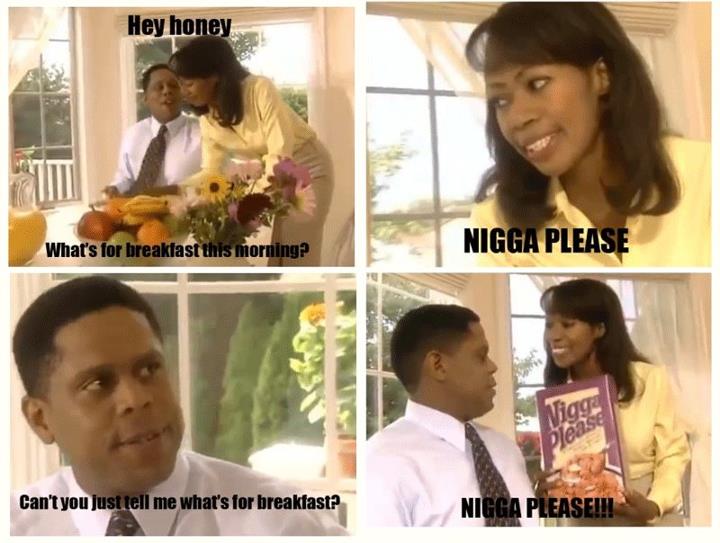 Hey honey
What's for breakfast this morning?
NIGGA PLEASE
Can't you just tell me what's for breakfast?
Nigga
Please
NIGGA PLEASE!!!